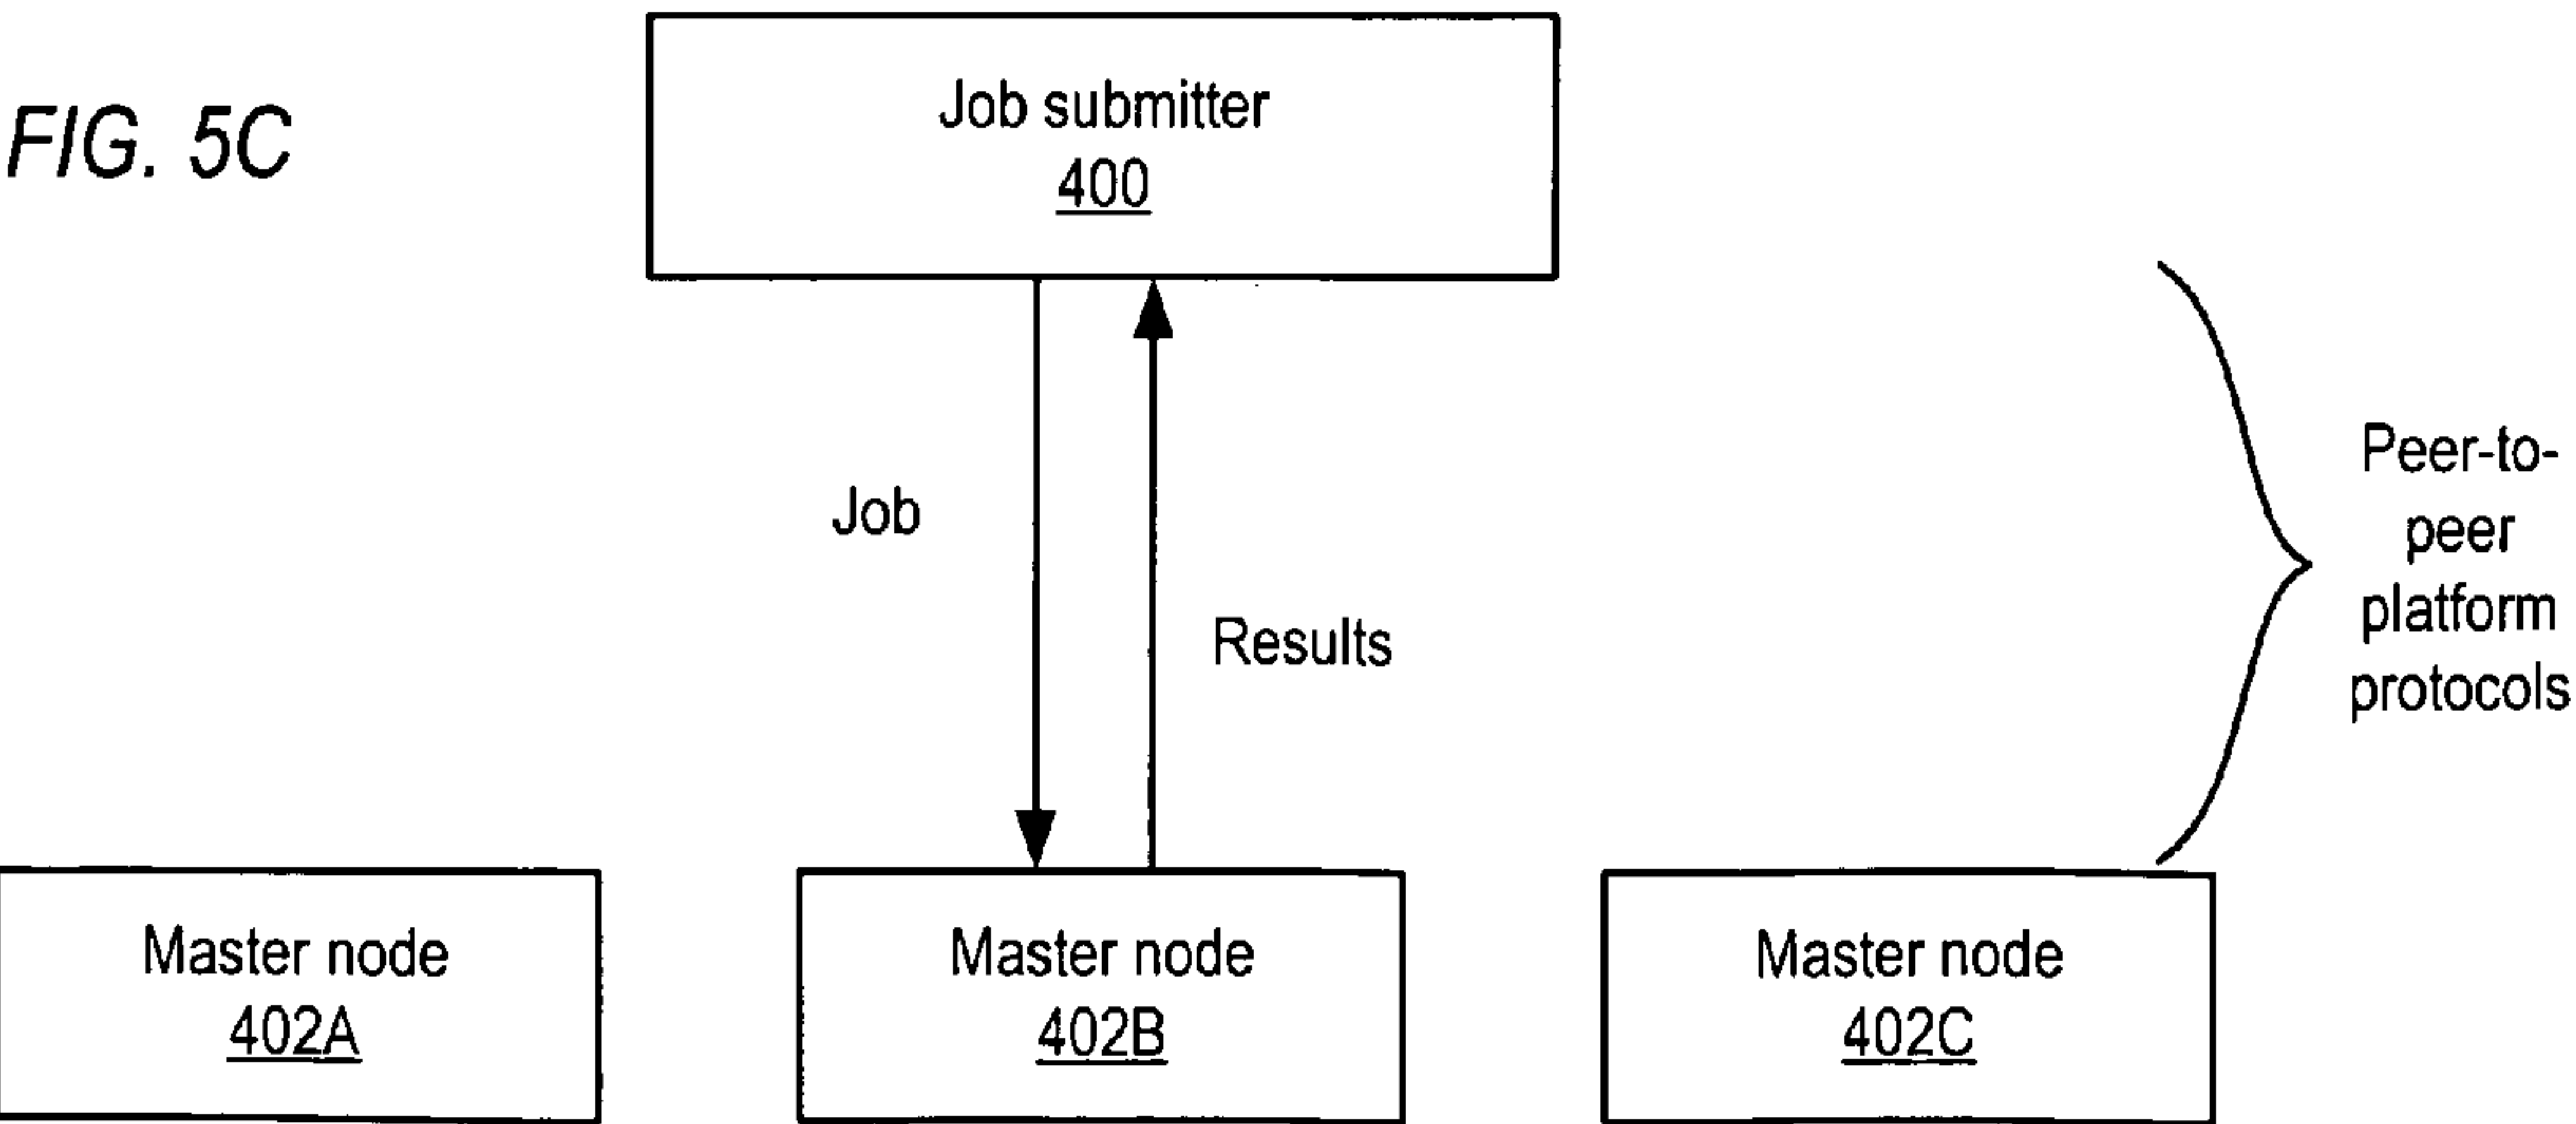 FIG. 5C
Job submitter
400
Job
Results
Peer-to-
peer
platform
protocols
Master node
402A
Master node
402B
Master node
402C